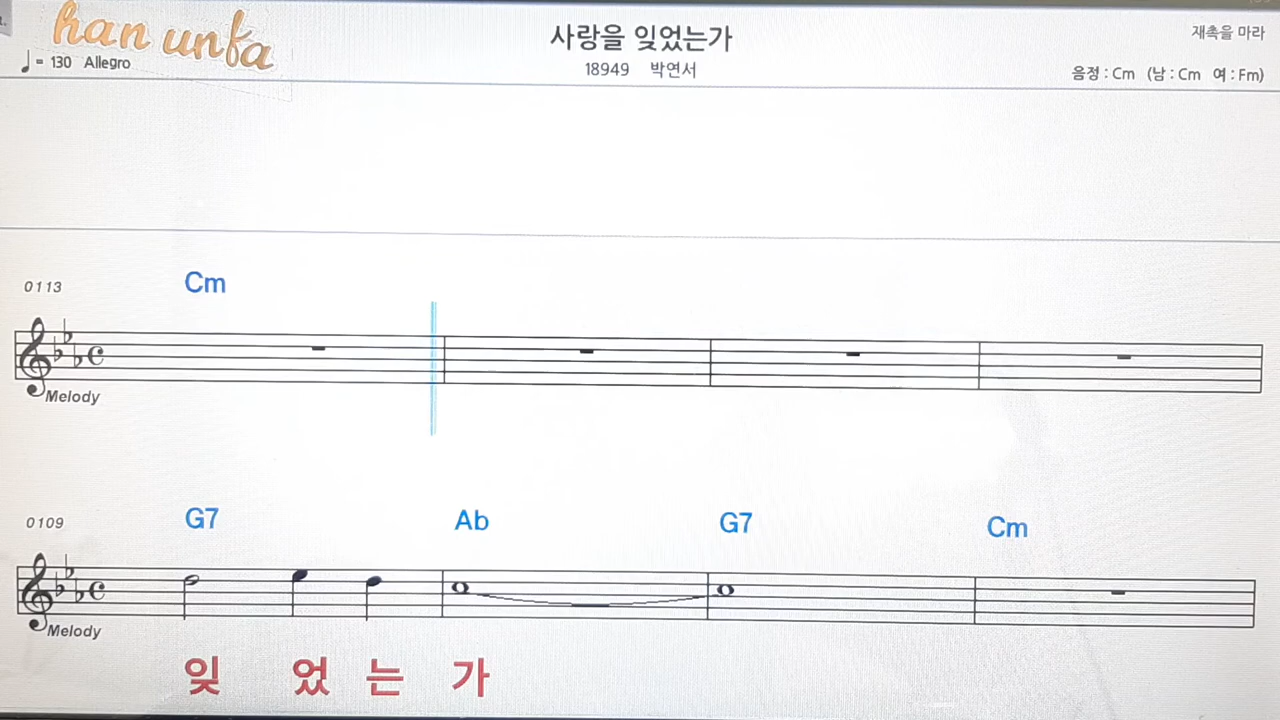 han unfa
♩= 130 Allegro
사랑을 잊었는가
18949 박연서
재촉을 마라
음정 : Cm (남 : Cm 여 : Fm)
0113
Cm
Melody
0109
G7 Ab G7 Cm
Melody
잊 었 는 가